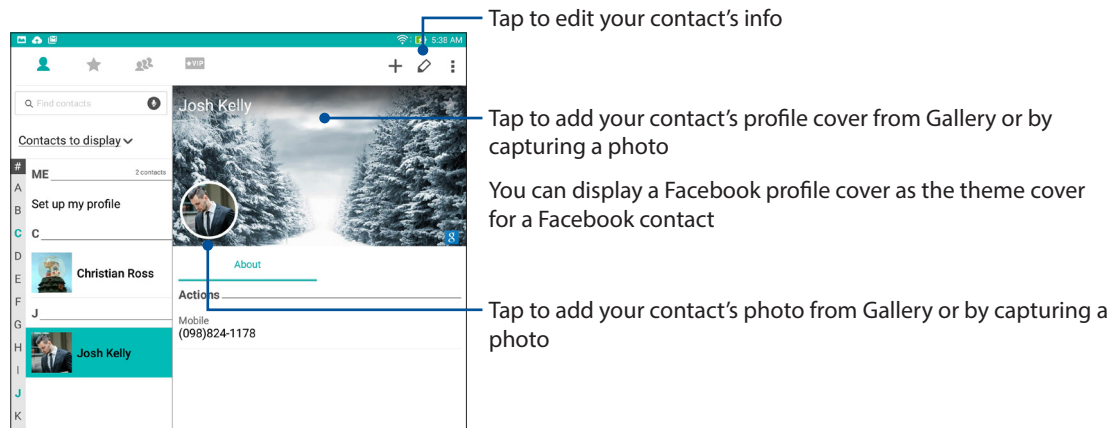 Tap to edit your contact's info
5:38 AM
VIP
Find contacts
Josh Kelly
Tap to add your contact's profile cover from Gallery or by
capturing a photo
Contacts to display
#
ME
2 contacts
A
You can display a Facebook profile cover as the theme cover
for a Facebook contact
B
Set up my profile
C
C
8
D
About
Christian Ross
E
Actions
F
J
Tap to add your contact's photo from Gallery or by capturing a
photo
G
Mobile
(098)824-1178
H
Josh Kelly
I
J
K